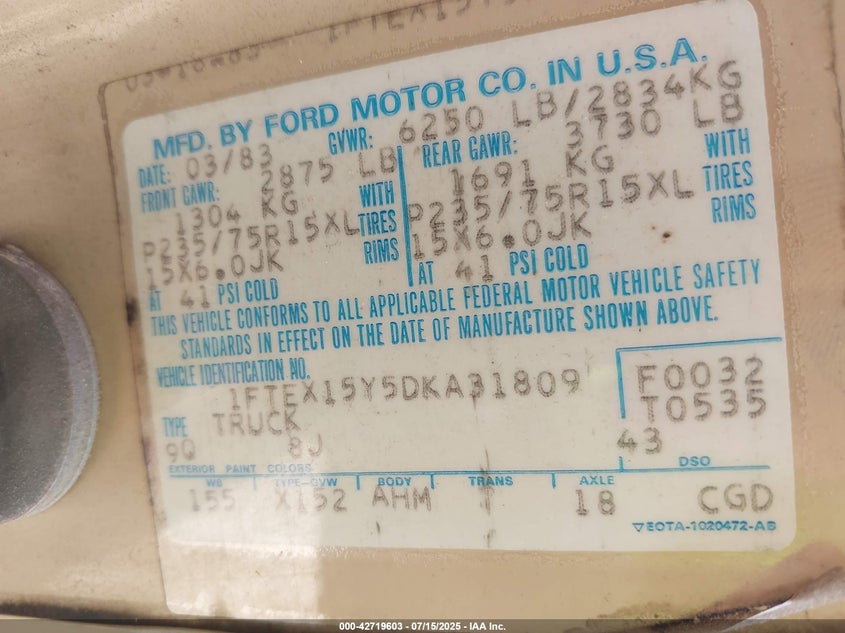 MFD. BY FORD MOTOR CO. IN U.S.A.
DATE: 03/83 GVWR: 6250 LB/2834KG
FRONT GAWR: 2875 LB REAR GAWR: 3730 LB
1304 KG WITH 1691 KG WITH
P235/75R15XL TIRES P235/75R15XL TIRES
15X6.0JK RIMS 15X6.0JK RIMS
AT 41 PSI COLD AT 41 PSI COLD
THIS VEHICLE CONFORMS TO ALL APPLICABLE FEDERAL MOTOR VEHICLE SAFETY
STANDARDS IN EFFECT ON THE DATE OF MANUFACTURE SHOWN ABOVE.
VEHICLE IDENTIFICATION NO.
1FTEX15Y5DKA31809 F0032
TYPE TRUCK T0535
9Q 8J 43
EXTERIOR PAINT COLORS DSO
WB TYPE-GVW BODY TRANS AXLE
155 X152 AHM 18 CGD
▽EOTA-1020472-AB
000-42719603 - 07/15/2025 - IAA Inc.